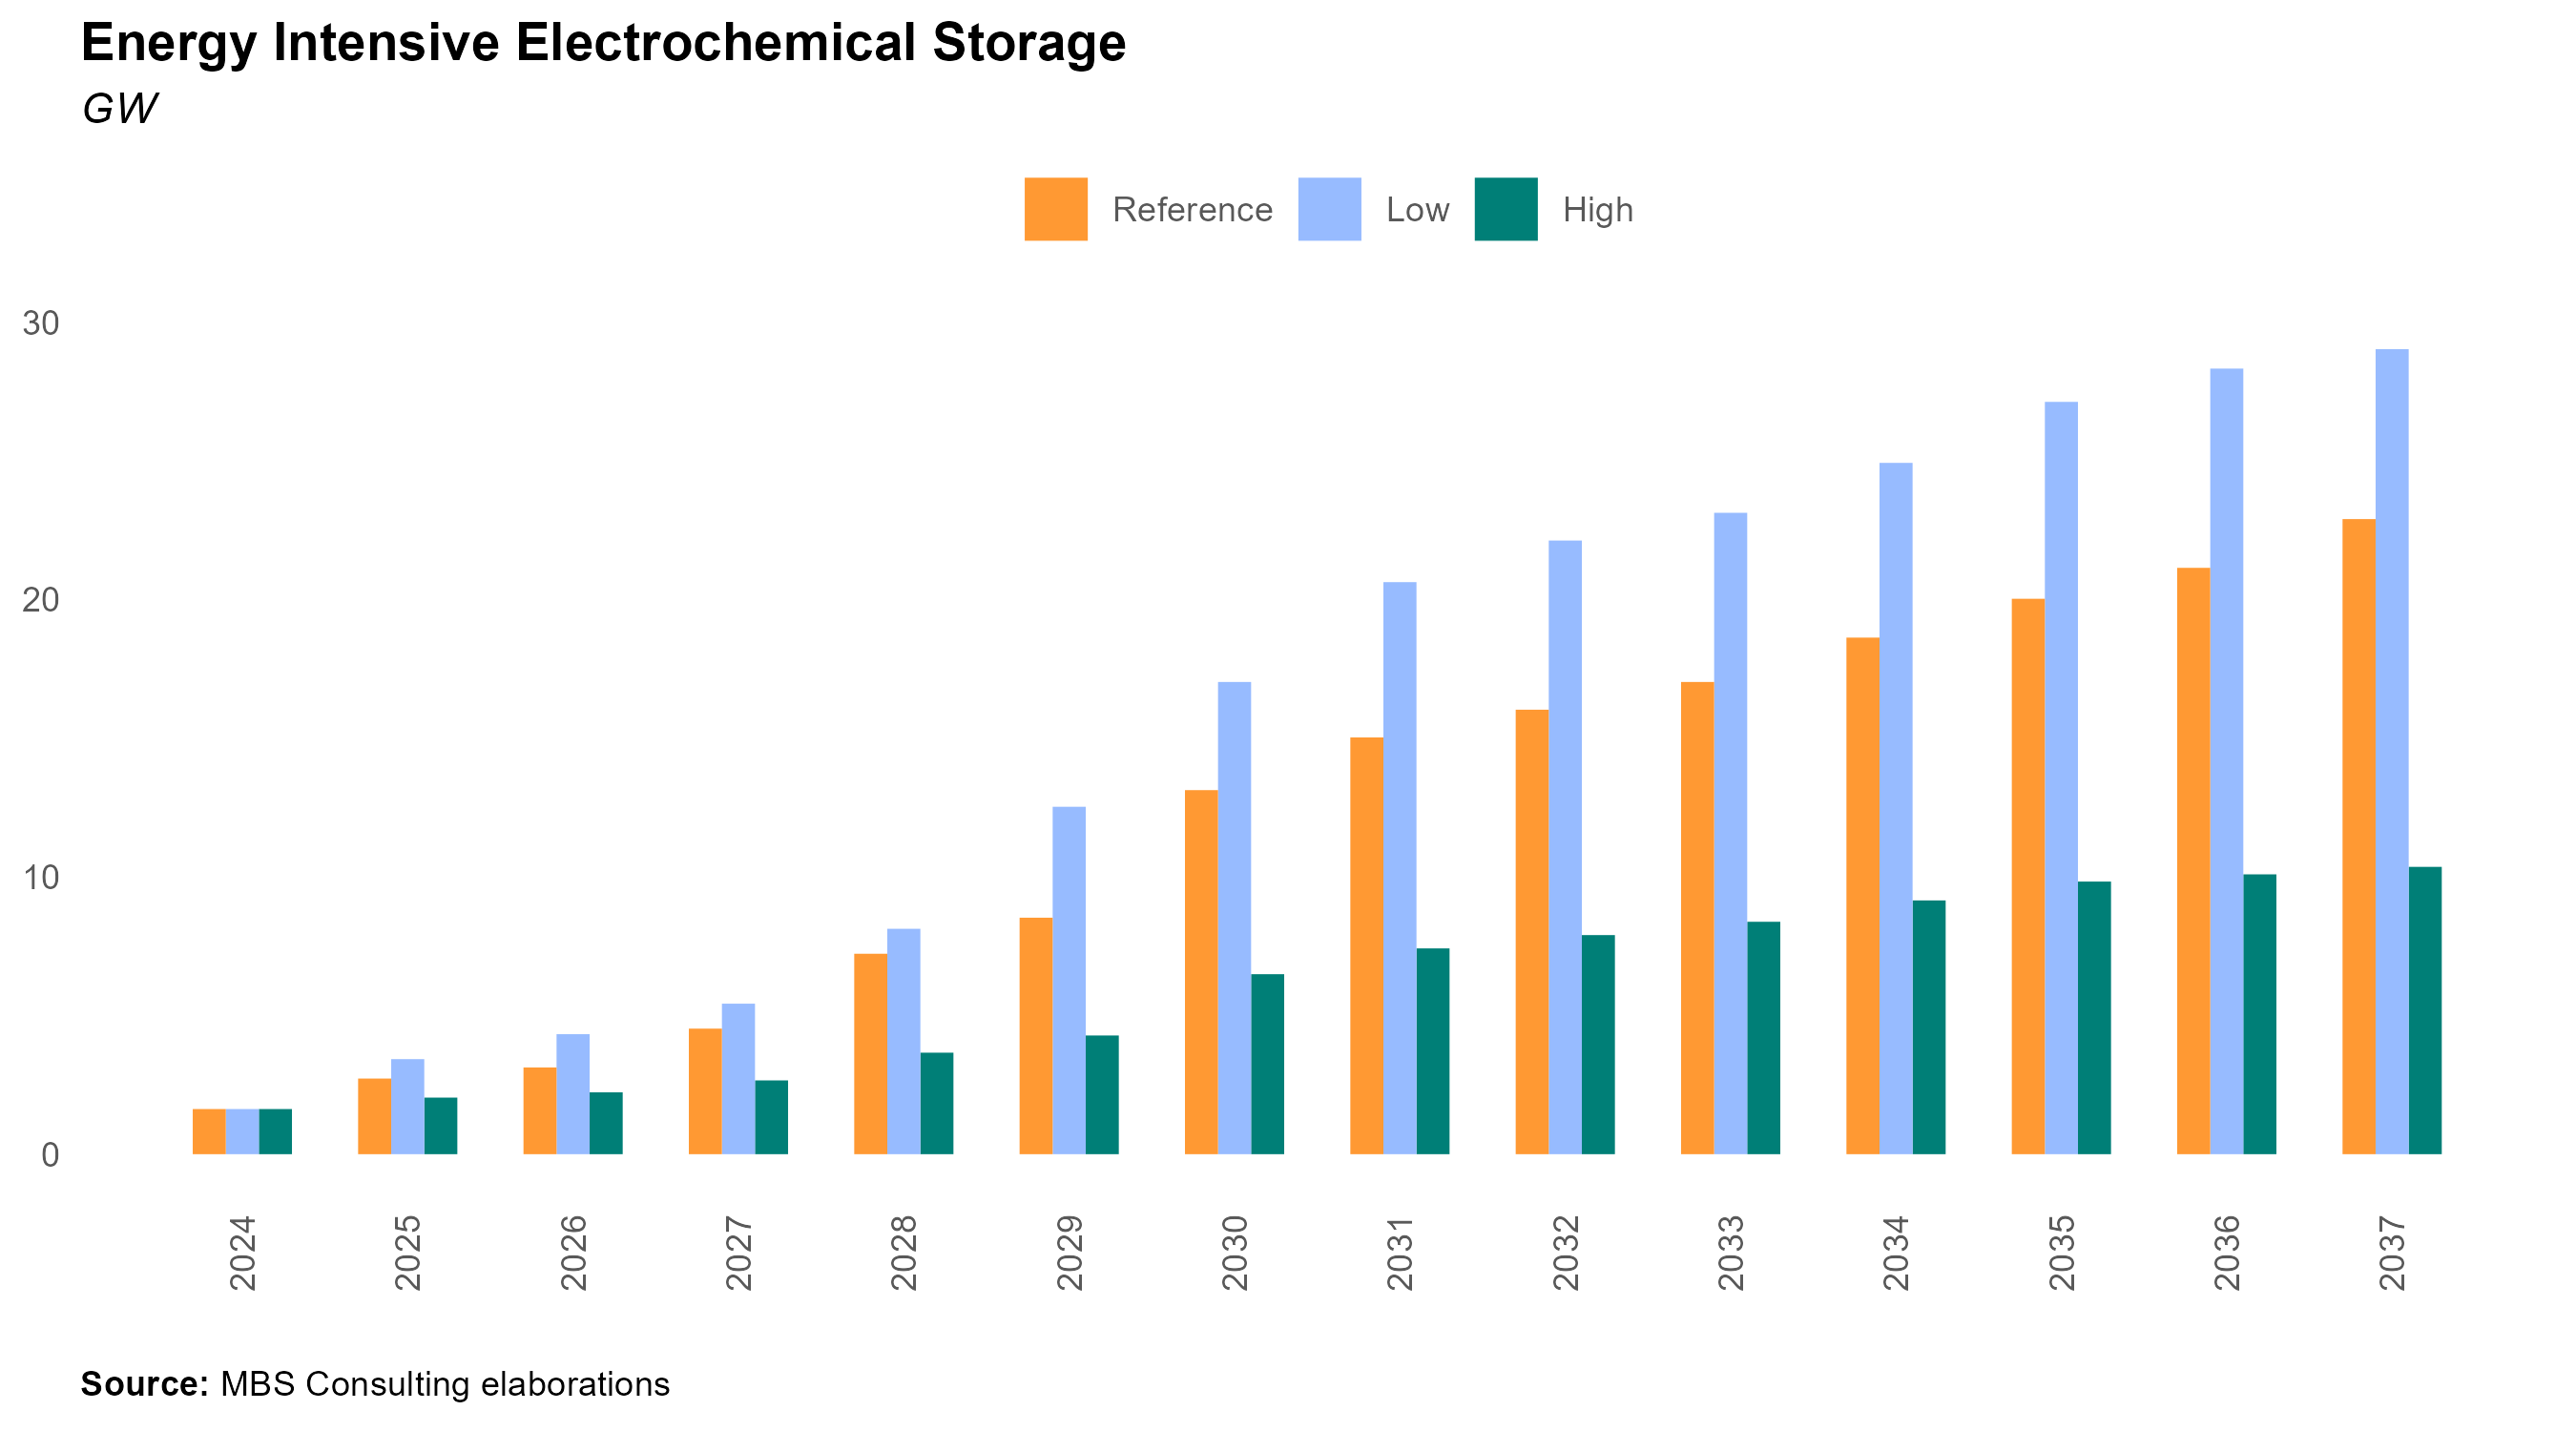 Energy Intensive Electrochemical Storage
GW
Reference Low High
30
20
10
0
2024 2025 2026 2027 2028 2029 2030 2031 2032 2033 2034 2035 2036 2037
Source: MBS Consulting elaborations